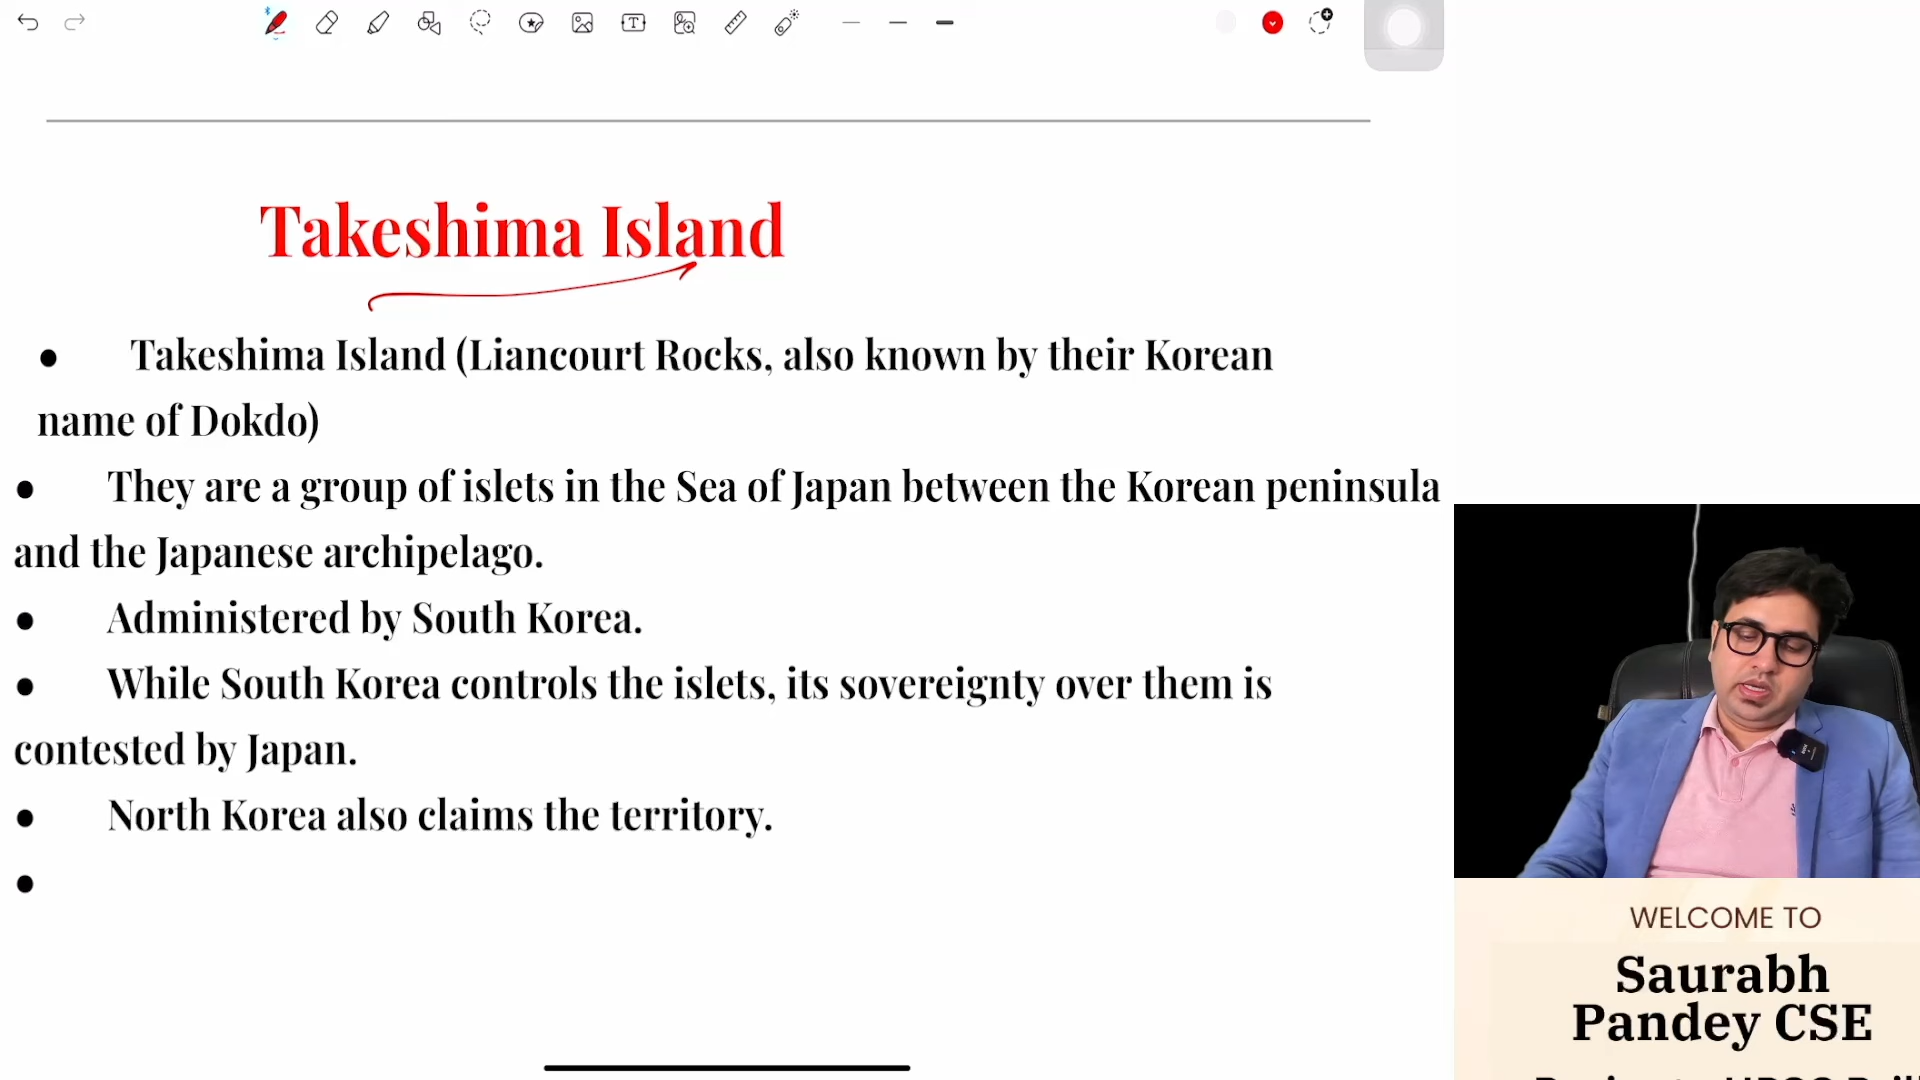 Takeshima Island
● Takeshima Island (Liancourt Rocks, also known by their Korean
name of Dokdo)
● They are a group of islets in the Sea of Japan between the Korean peninsula
and the Japanese archipelago.
● Administered by South Korea.
● While South Korea controls the islets, its sovereignty over them is
contested by Japan.
● North Korea also claims the territory.
●
WELCOME TO
Saurabh
Pandey CSE